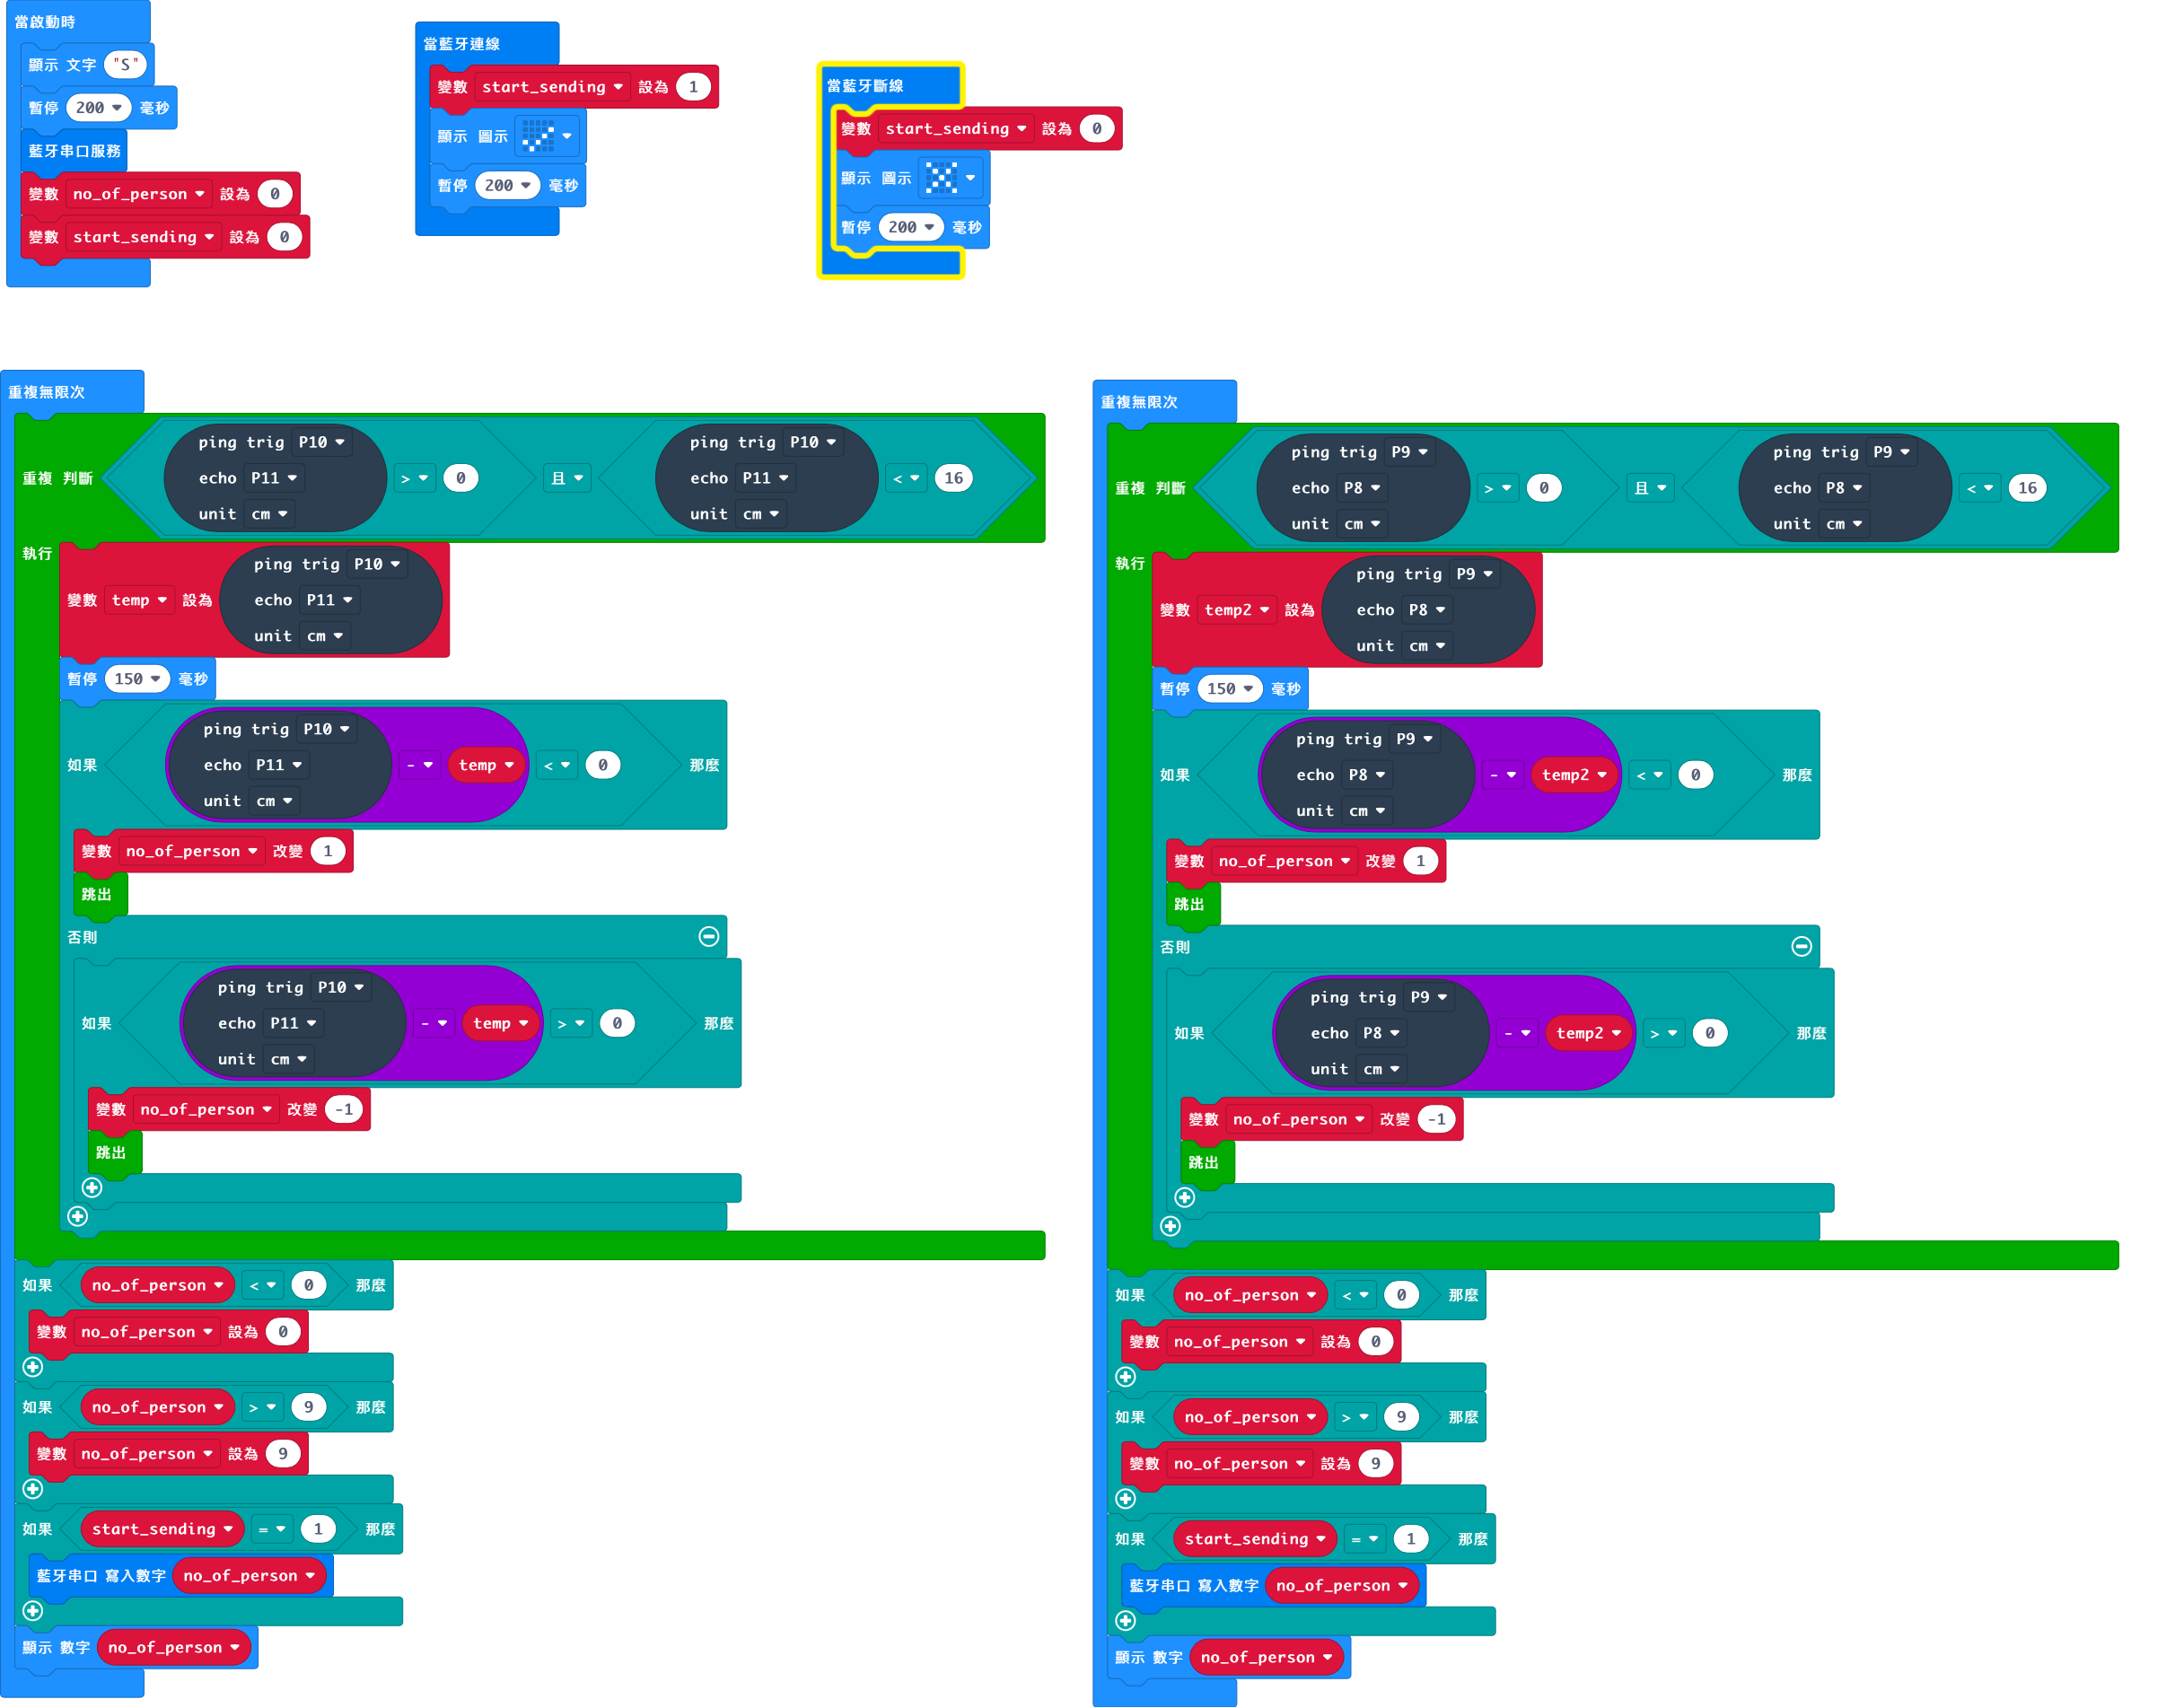 當啟動時
顯示 文字 "S"
暫停 200 毫秒
藍牙串口服務
變數 no_of_person 設為 0
變數 start_sending 設為 0
當藍牙連線
變數 start_sending 設為 1
顯示 圖示
暫停 200 毫秒
當藍牙斷線
變數 start_sending 設為 0
顯示 圖示
暫停 200 毫秒
重複無限次
重複 判斷 ping trig P10 echo P11 unit cm > 0 且 ping trig P10 echo P11 unit cm < 16
執行
變數 temp 設為 ping trig P10 echo P11 unit cm
暫停 150 毫秒
如果 ping trig P10 echo P11 unit cm - temp < 0 那麼
變數 no_of_person 改變 1
跳出
否則
如果 ping trig P10 echo P11 unit cm - temp > 0 那麼
變數 no_of_person 改變 -1
跳出
如果 no_of_person < 0 那麼
變數 no_of_person 設為 0
如果 no_of_person > 9 那麼
變數 no_of_person 設為 9
如果 start_sending = 1 那麼
藍牙串口 寫入數字 no_of_person
顯示 數字 no_of_person
重複無限次
重複 判斷 ping trig P9 echo P8 unit cm > 0 且 ping trig P9 echo P8 unit cm < 16
執行
變數 temp2 設為 ping trig P9 echo P8 unit cm
暫停 150 毫秒
如果 ping trig P9 echo P8 unit cm - temp2 < 0 那麼
變數 no_of_person 改變 1
跳出
否則
如果 ping trig P9 echo P8 unit cm - temp2 > 0 那麼
變數 no_of_person 改變 -1
跳出
如果 no_of_person < 0 那麼
變數 no_of_person 設為 0
如果 no_of_person > 9 那麼
變數 no_of_person 設為 9
如果 start_sending = 1 那麼
藍牙串口 寫入數字 no_of_person
顯示 數字 no_of_person